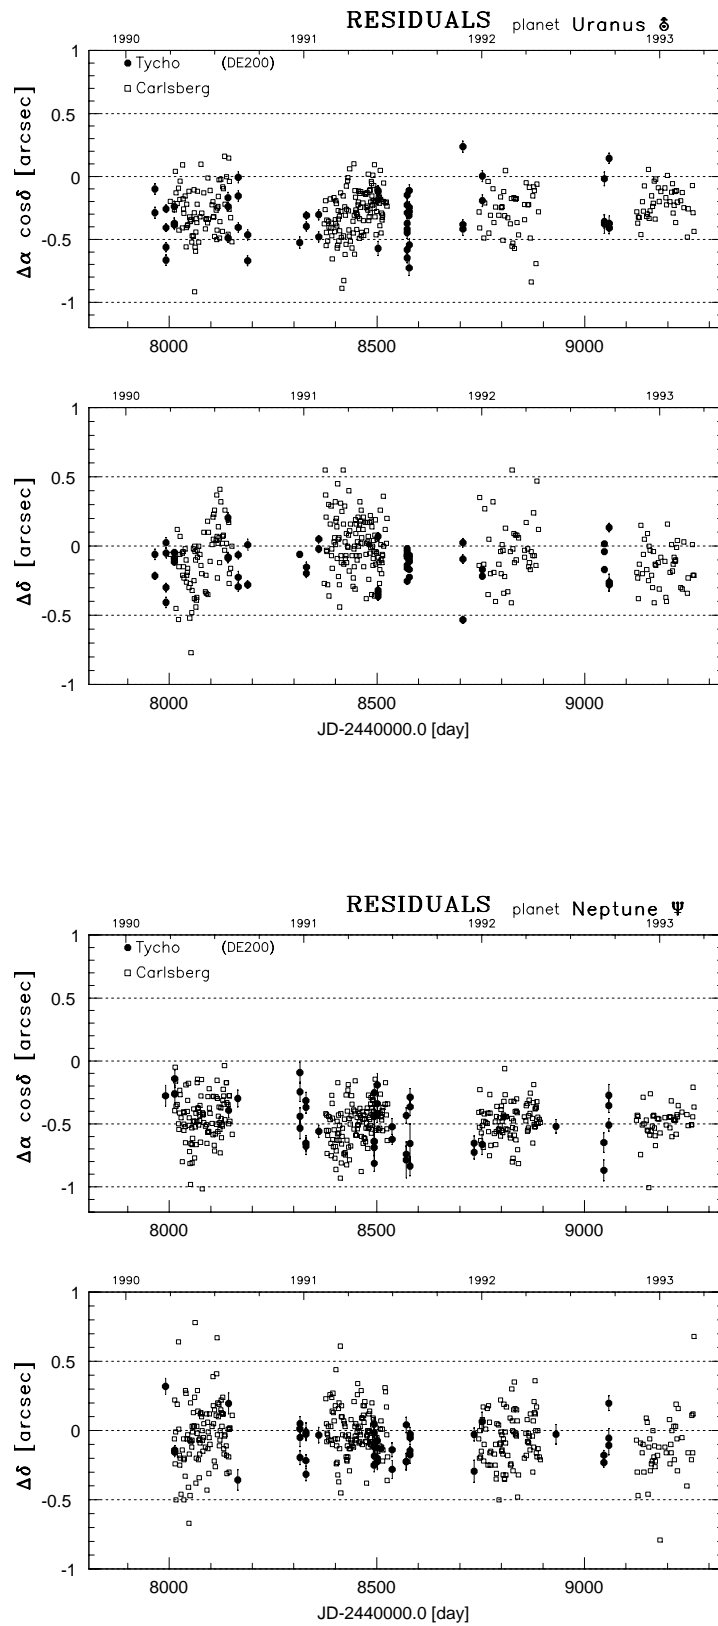 RESIDUALS planet Uranus ⛢
1990 1991 1992 1993
1
Tycho (DE200)
Carlsberg
0.5
0
-0.5
-1
Δα cosδ [arcsec]
8000 8500 9000
1990 1991 1992 1993
1
0.5
0
-0.5
-1
Δδ [arcsec]
8000 8500 9000
JD-2440000.0 [day]
RESIDUALS planet Neptune Ψ
1990 1991 1992 1993
1
Tycho (DE200)
Carlsberg
0.5
0
-0.5
-1
Δα cosδ [arcsec]
8000 8500 9000
1990 1991 1992 1993
1
0.5
0
-0.5
-1
Δδ [arcsec]
8000 8500 9000
JD-2440000.0 [day]